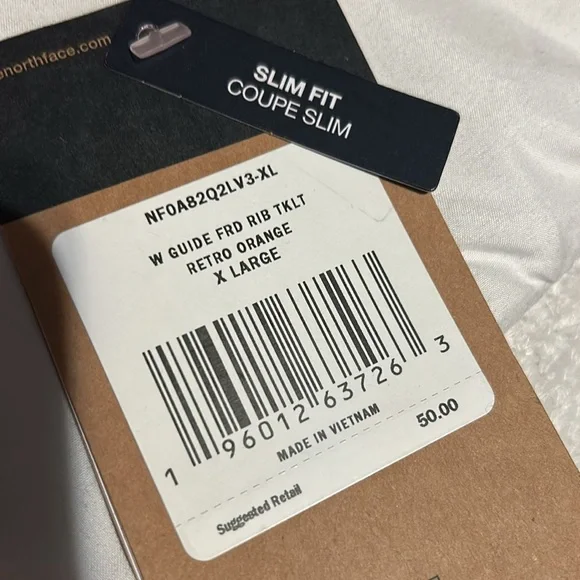 enorthface.com
SLIM FIT
COUPE SLIM
NF0A82Q2LV3-XL
W GUIDE FRD RIB TKLT
RETRO ORANGE
X LARGE
1 96012 63726 3
MADE IN VIETNAM
50.00
Suggested Retail